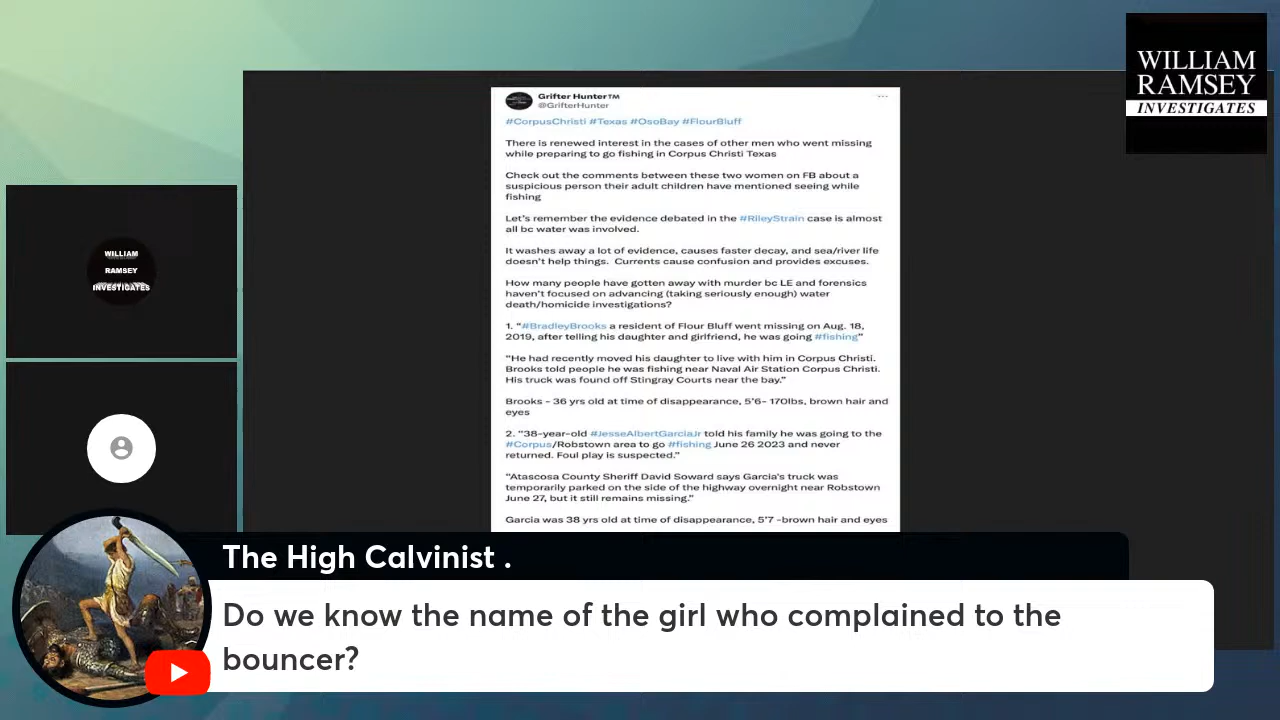 WILLIAM
RAMSEY
INVESTIGATES
Grifter Hunter™
@GrifterHunter
#CorpusChristi #Texas #OsoBay #FlourBluff
There is renewed interest in the cases of other men who went missing
while preparing to go fishing in Corpus Christi Texas
Check out the comments between these two women on FB about a
suspicious person their adult children have mentioned seeing while
fishing
Let's remember the evidence debated in the #RileyStrain case is almost
all bc water was involved.
It washes away a lot of evidence, causes faster decay, and sea/river life
doesn't help things.  Currents cause confusion and provides excuses.
How many people have gotten away with murder bc LE and forensics
haven't focused on advancing (taking seriously enough) water
death/homicide investigations?
1. "#BradleyBrooks a resident of Flour Bluff went missing on Aug. 18,
2019, after telling his daughter and girlfriend, he was going #fishing"
"He had recently moved his daughter to live with him in Corpus Christi.
Brooks told people he was fishing near Naval Air Station Corpus Christi.
His truck was found off Stingray Courts near the bay."
Brooks - 36 yrs old at time of disappearance, 5'6- 170lbs, brown hair and
eyes
2. "38-year-old #JesseAlbertGarciaJr told his family he was going to the
#Corpus/Robstown area to go #fishing June 26 2023 and never
returned. Foul play is suspected."
"Atascosa County Sheriff David Soward says Garcia's truck was
temporarily parked on the side of the highway overnight near Robstown
June 27, but it still remains missing."
Garcia was 38 yrs old at time of disappearance, 5'7 -brown hair and eyes
WILLIAM
RAMSEY
INVESTIGATES
The High Calvinist .
Do we know the name of the girl who complained to the
bouncer?